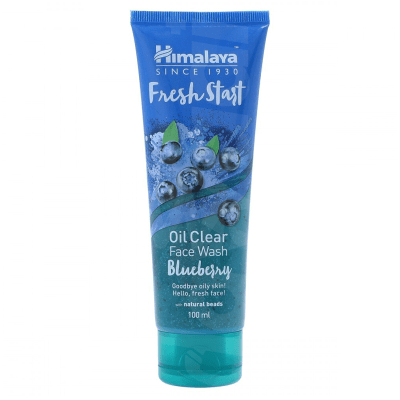 Himalaya
SINCE 1930
Fresh Start
Oil Clear
Face Wash
Blueberry
Goodbye oily skin!
Hello, fresh face!
with natural beads
100 ml